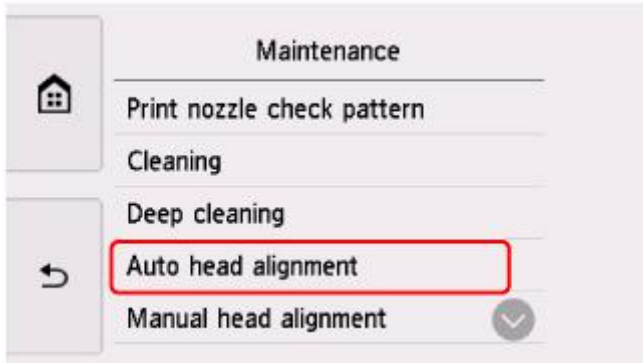 Maintenance
Print nozzle check pattern
Cleaning
Deep cleaning
Auto head alignment
Manual head alignment